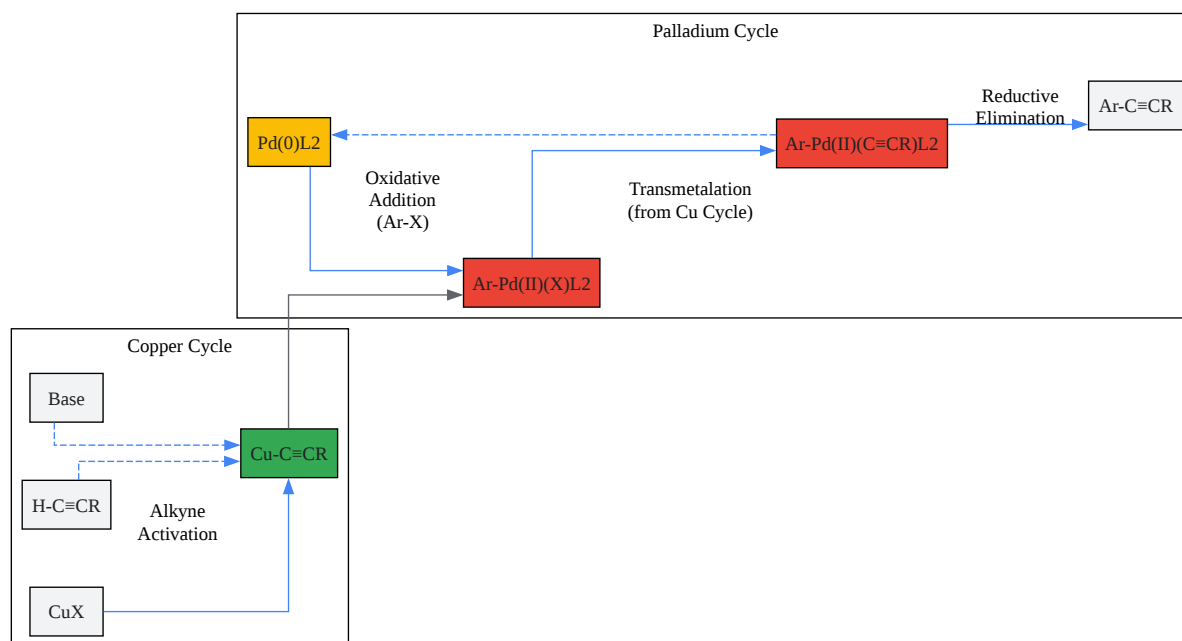 Palladium Cycle
Pd(0)L2
Oxidative
Addition
(Ar-X)
Ar-Pd(II)(X)L2
Transmetalation
(from Cu Cycle)
Ar-Pd(II)(C≡CR)L2
Reductive
Elimination
Ar-C≡CR
Copper Cycle
Base
H-C≡CR
Alkyne
Activation
Cu-C≡CR
CuX